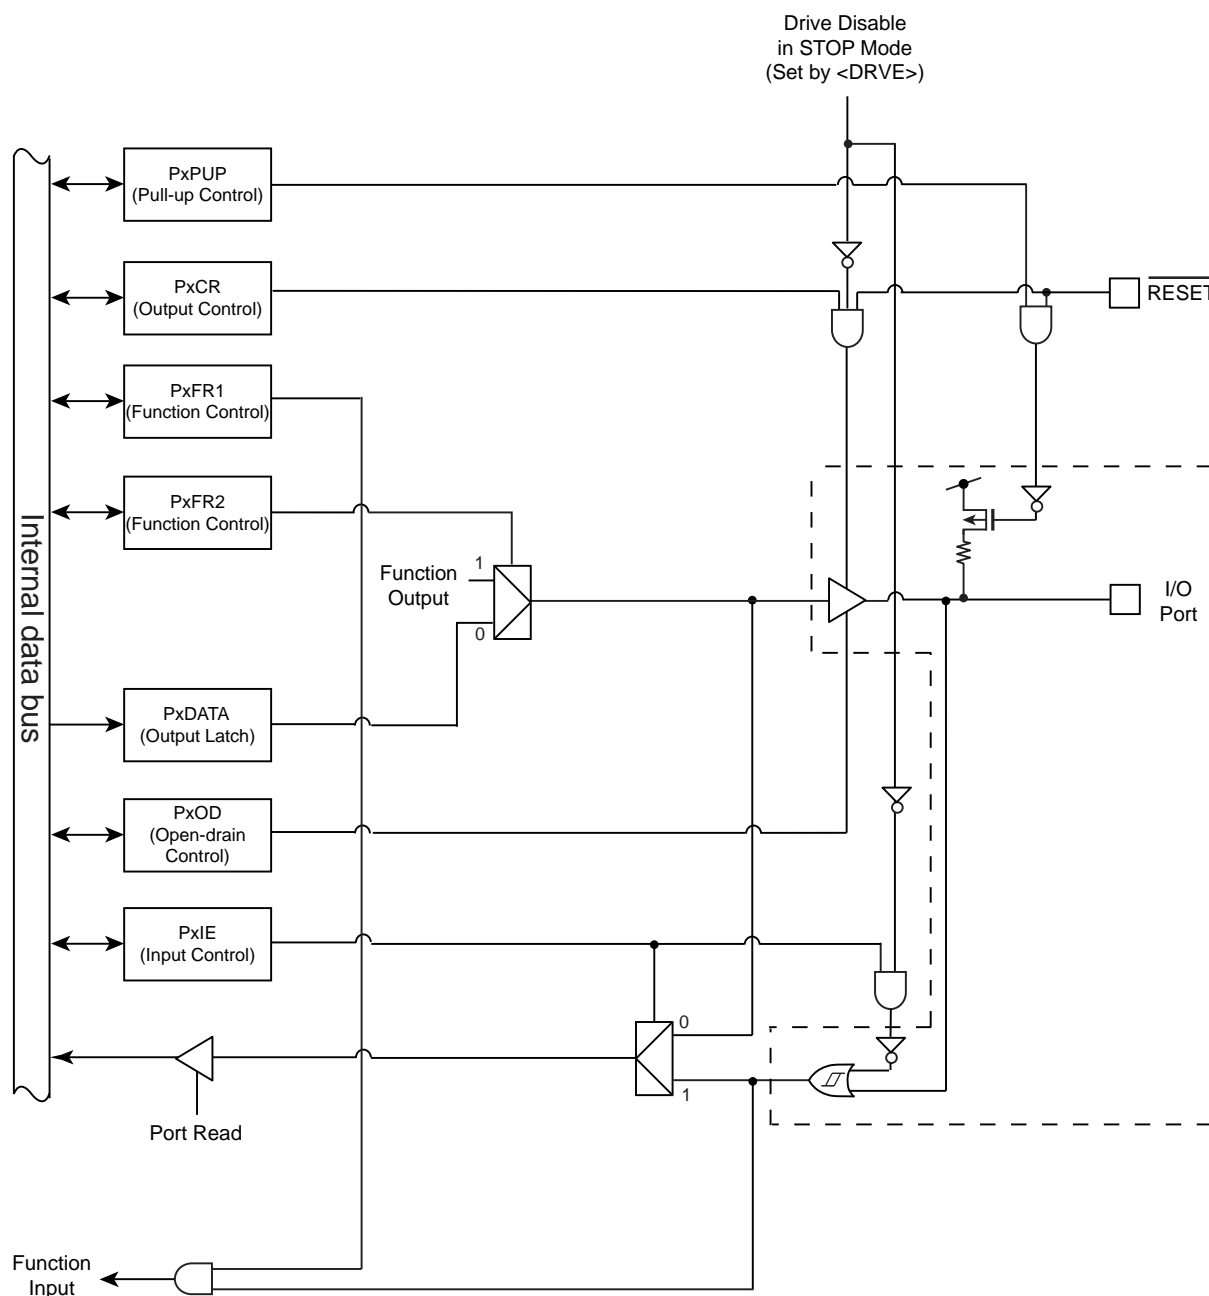 Drive Disable
in STOP Mode
(Set by <DRVE>)
PxPUP
(Pull-up Control)
PxCR
(Output Control)
RESET
PxFR1
(Function Control)
PxFR2
(Function Control)
Internal data bus
1
Function
Output
0
I/O
Port
PxDATA
(Output Latch)
PxOD
(Open-drain
Control)
PxIE
(Input Control)
0
1
Port Read
Function
Input